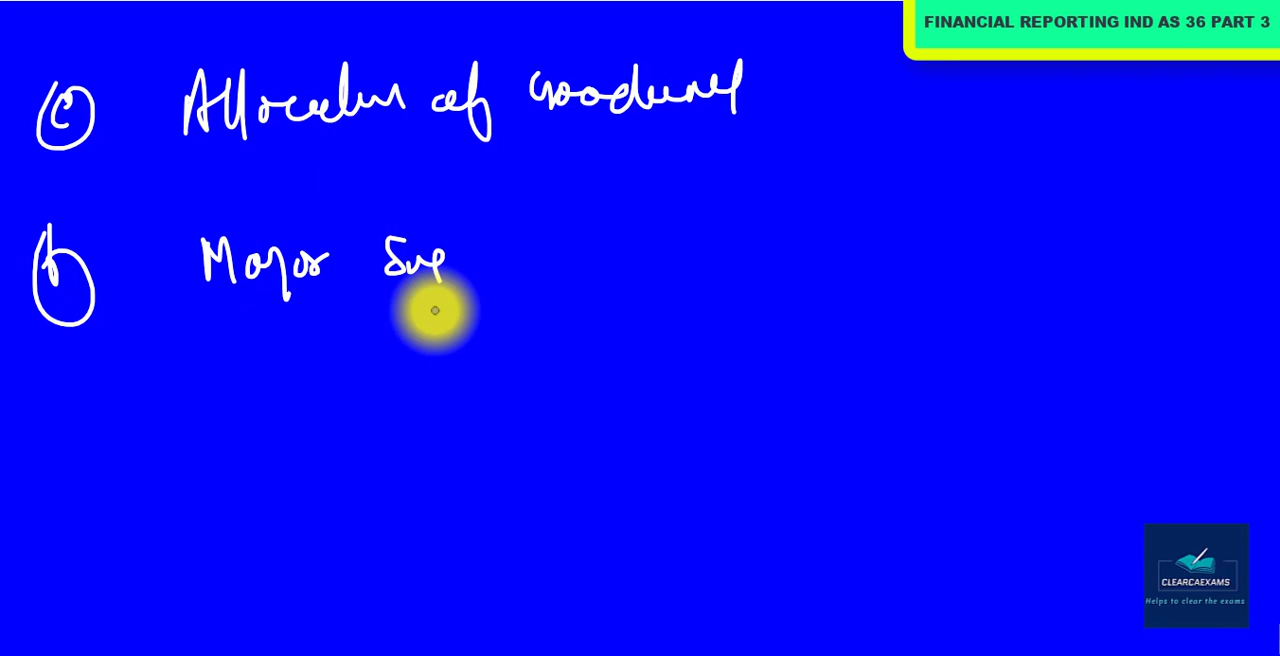 FINANCIAL REPORTING IND AS 36 PART 3
(c) Allocation of Goodwill
Major Sup
CLEARCAEXAMS
Helps to clear the exams